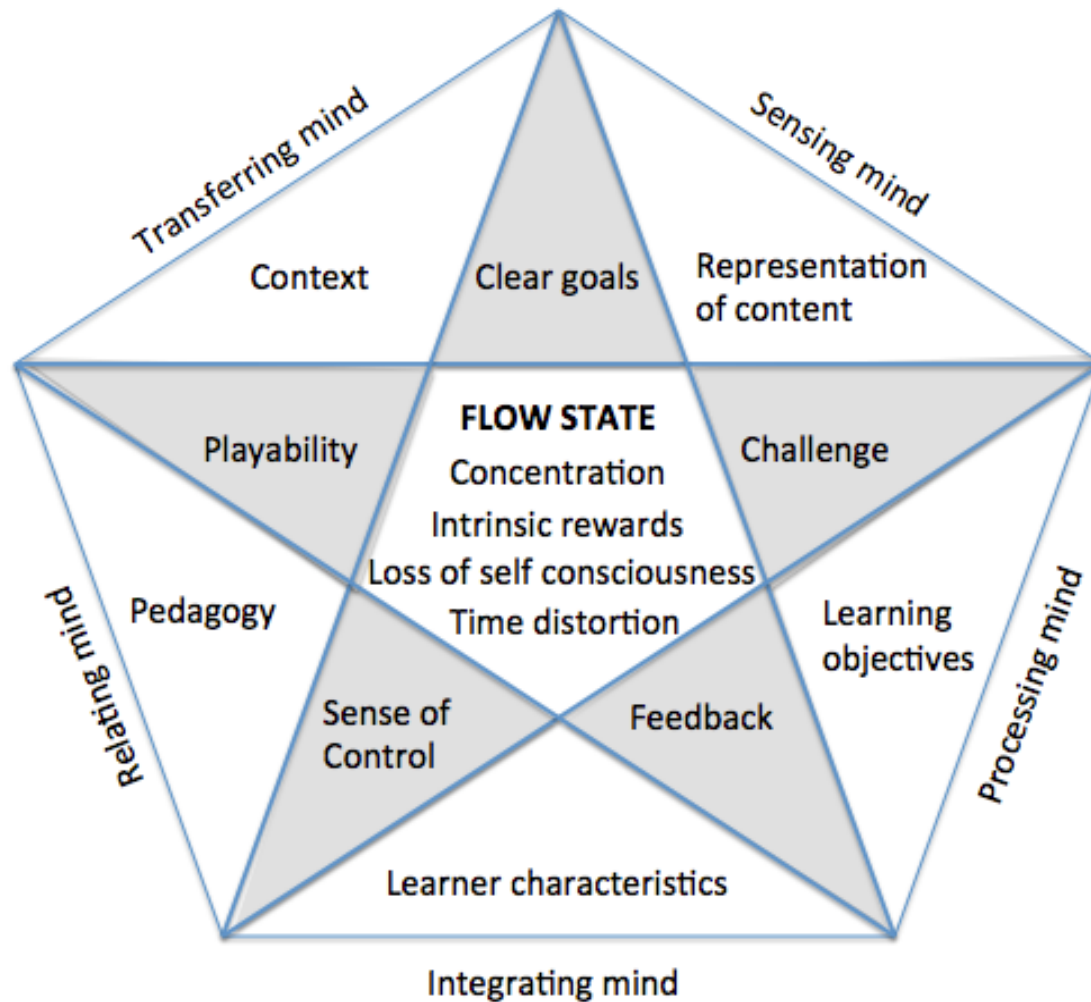 Transferring mind
Sensing mind
Context
Clear goals
Representation
of content
Playability
FLOW STATE
Concentration
Intrinsic rewards
Loss of self consciousness
Time distortion
Challenge
Relating mind
Pedagogy
Learning
objectives
Processing mind
Sense of
Control
Feedback
Learner characteristics
Integrating mind